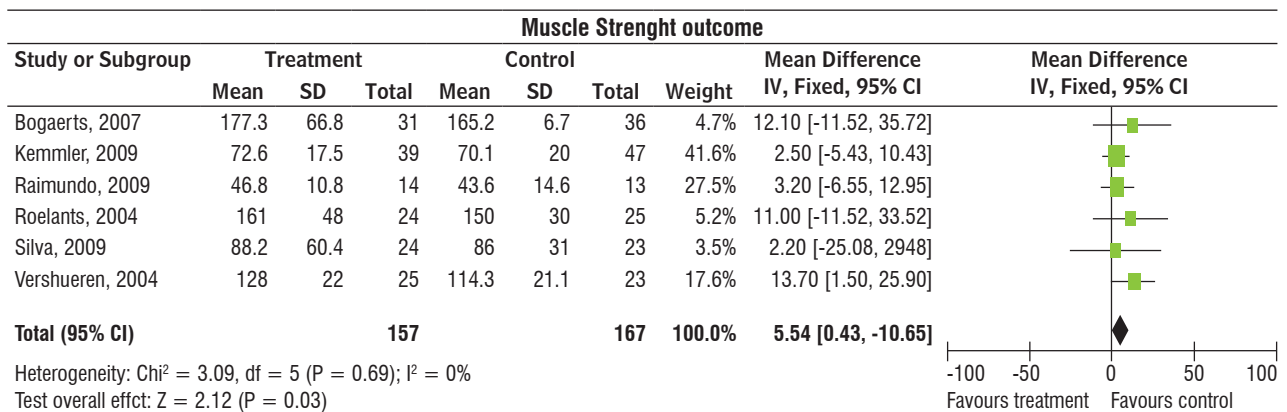 Muscle Strenght outcome
Study or Subgroup Treatment Control Mean Difference Mean Difference
Mean SD Total Mean SD Total Weight IV, Fixed, 95% CI IV, Fixed, 95% CI
Bogaerts, 2007 177.3 66.8 31 165.2 6.7 36 4.7% 12.10 [-11.52, 35.72]
Kemmler, 2009 72.6 17.5 39 70.1 20 47 41.6% 2.50 [-5.43, 10.43]
Raimundo, 2009 46.8 10.8 14 43.6 14.6 13 27.5% 3.20 [-6.55, 12.95]
Roelants, 2004 161 48 24 150 30 25 5.2% 11.00 [-11.52, 33.52]
Silva, 2009 88.2 60.4 24 86 31 23 3.5% 2.20 [-25.08, 2948]
Vershueren, 2004 128 22 25 114.3 21.1 23 17.6% 13.70 [1.50, 25.90]
Total (95% CI) 157 167 100.0% 5.54 [0.43, -10.65]
Heterogeneity: Chi² = 3.09, df = 5 (P = 0.69); I² = 0%
Test overall effct: Z = 2.12 (P = 0.03)
-100 -50 0 50 100
Favours treatment Favours control